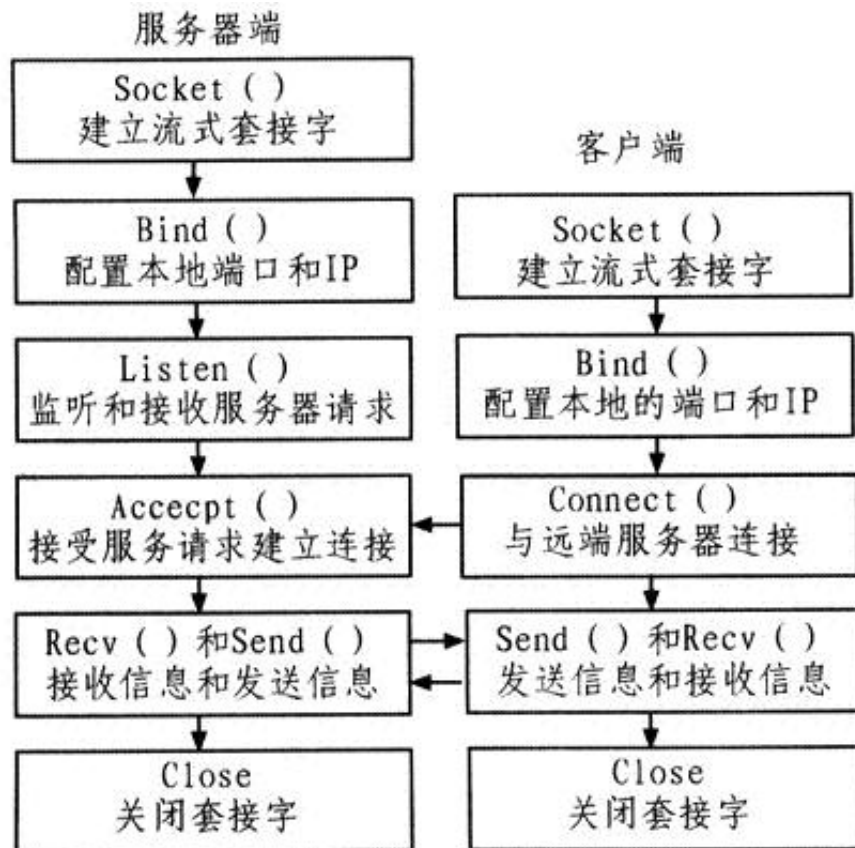 服务器端
Socket（）
建立流式套接字
Bind（）
配置本地端口和IP
Listen（）
监听和接收服务器请求
Accecpt（）
接受服务请求建立连接
Recv（）和Send（）
接收信息和发送信息
Close
关闭套接字
客户端
Socket（）
建立流式套接字
Bind（）
配置本地的端口和IP
Connect（）
与远端服务器连接
Send（）和Recv（）
发送信息和接收信息
Close
关闭套接字